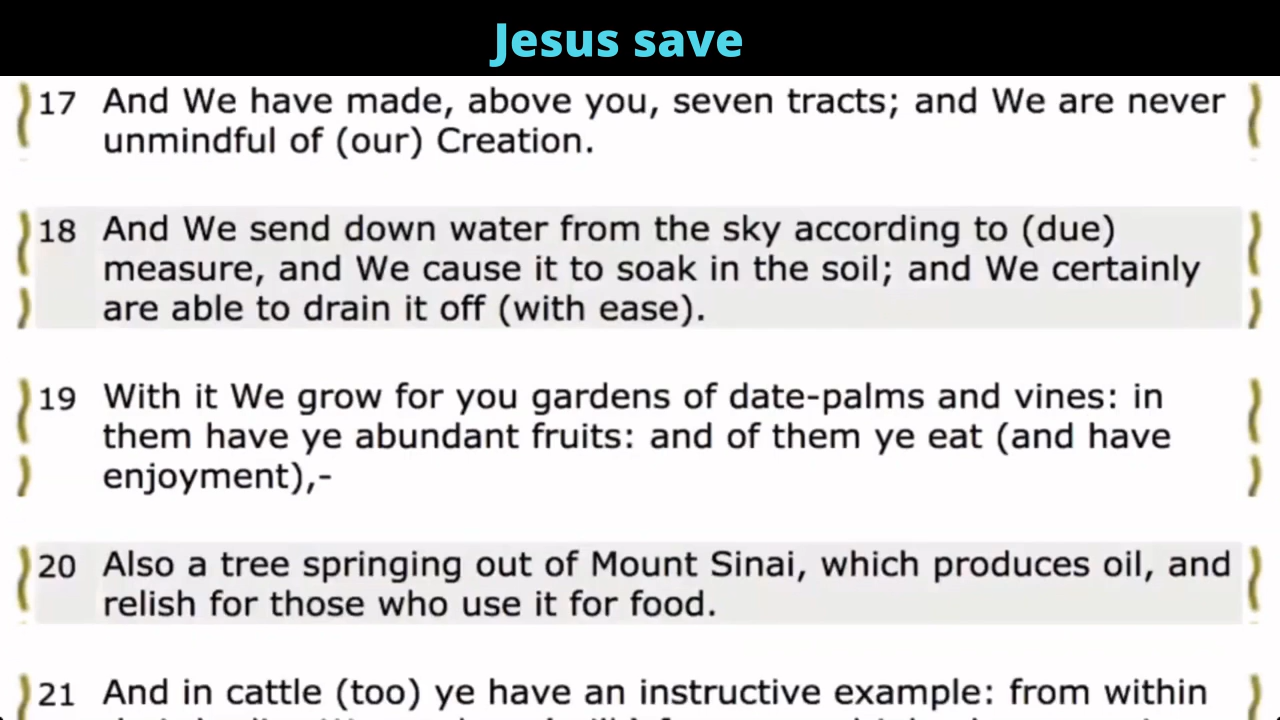 Jesus save
17 And We have made, above you, seven tracts; and We are never
unmindful of (our) Creation.
18 And We send down water from the sky according to (due)
measure, and We cause it to soak in the soil; and We certainly
are able to drain it off (with ease).
19 With it We grow for you gardens of date-palms and vines: in
them have ye abundant fruits: and of them ye eat (and have
enjoyment),-
20 Also a tree springing out of Mount Sinai, which produces oil, and
relish for those who use it for food.
21 And in cattle (too) ye have an instructive example: from within